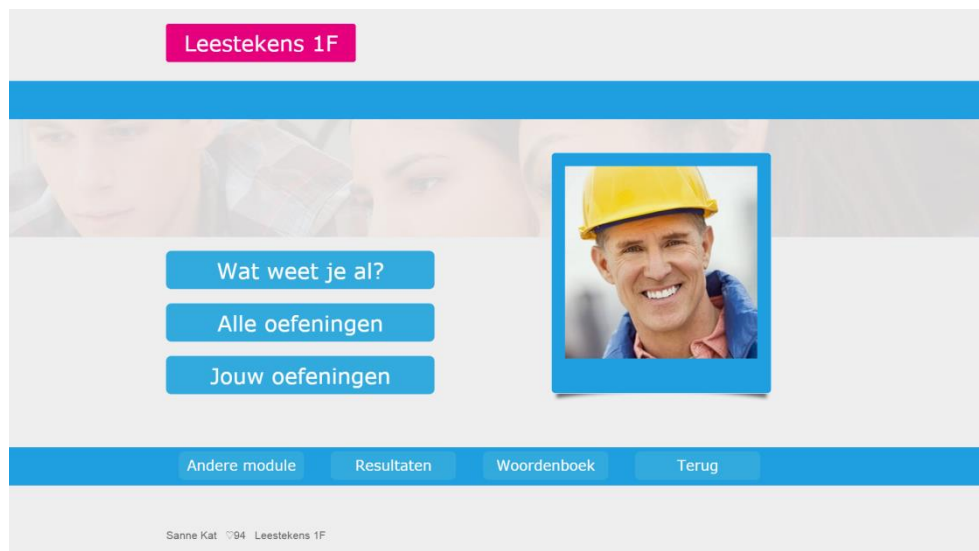 Leestekens 1F
Wat weet je al?
Alle oefeningen
Jouw oefeningen
Andere module Resultaten Woordenboek Terug
Sanne Kat ♡94 Leestekens 1F